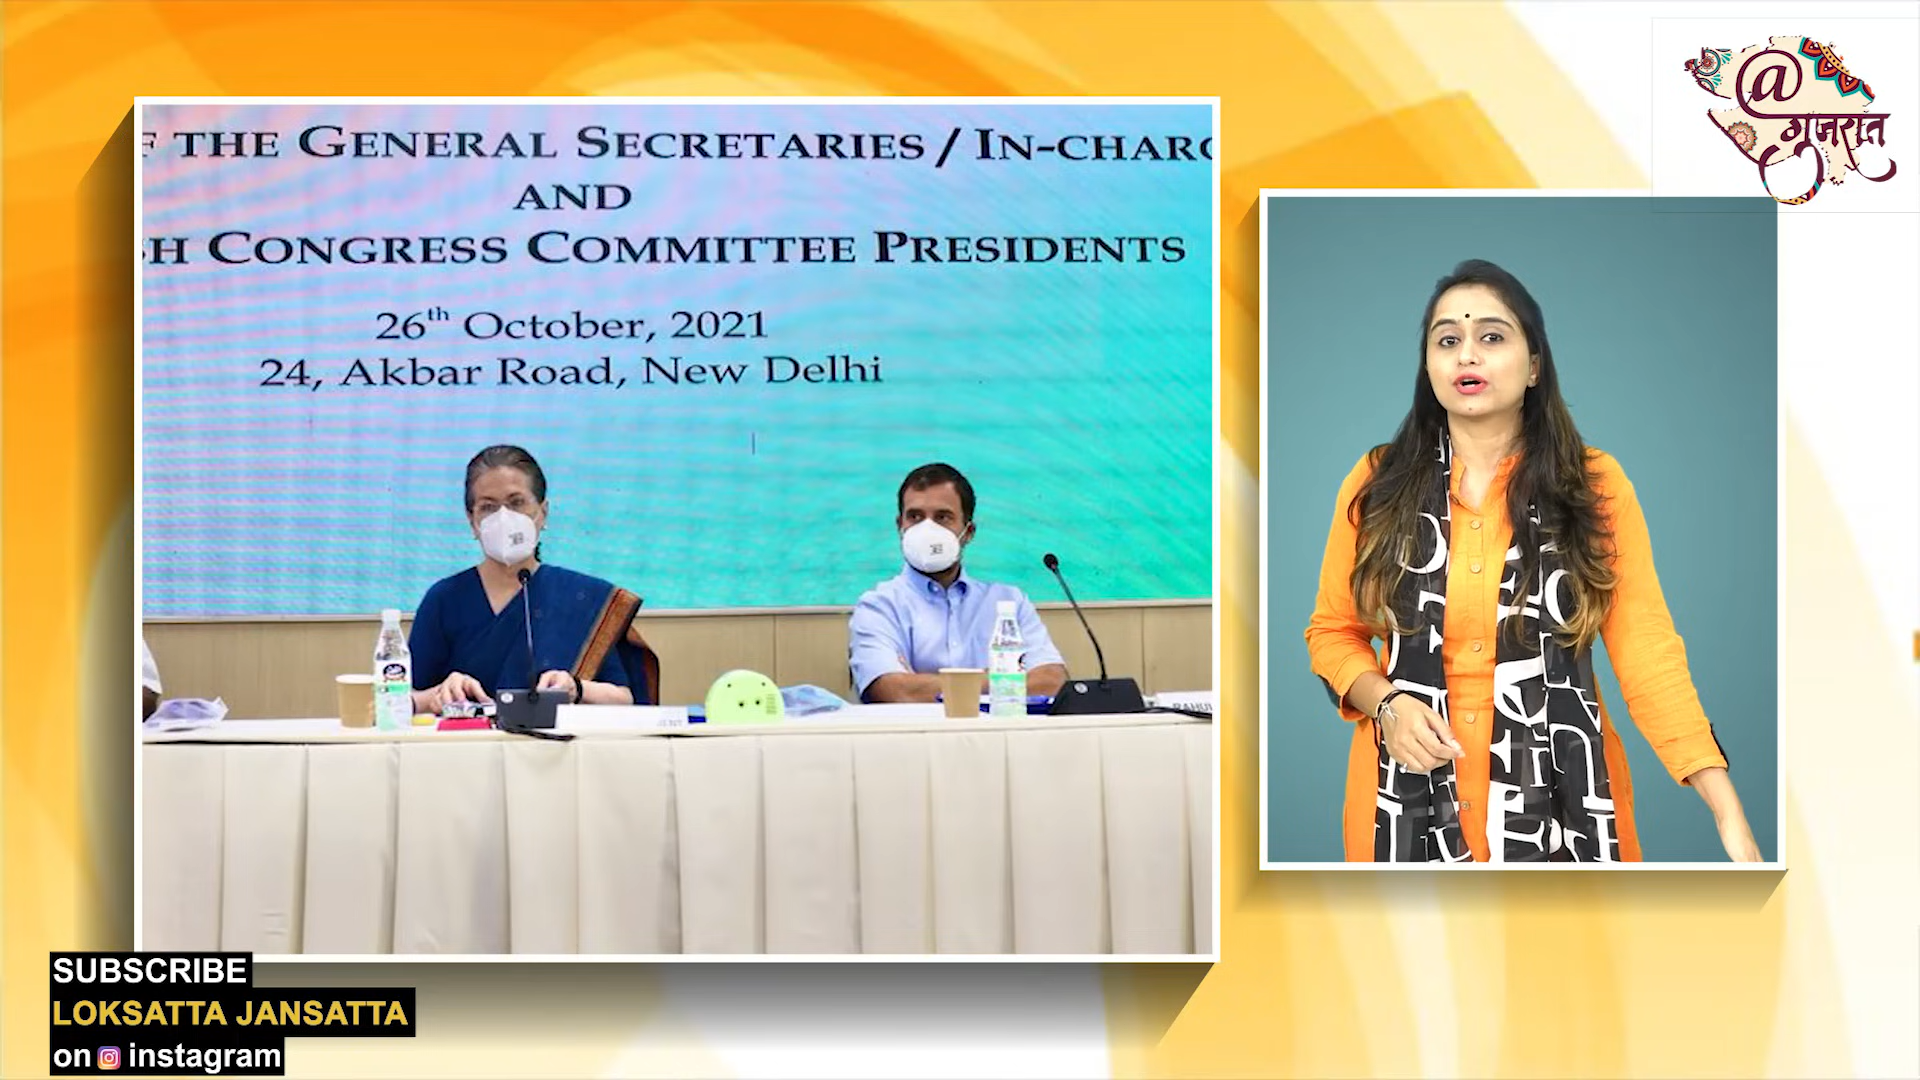 F THE GENERAL SECRETARIES / IN-CHARG
AND
SH CONGRESS COMMITTEE PRESIDENTS
26th October, 2021
24, Akbar Road, New Delhi
@
गुजरात
SUBSCRIBE
LOKSATTA JANSATTA
on instagram